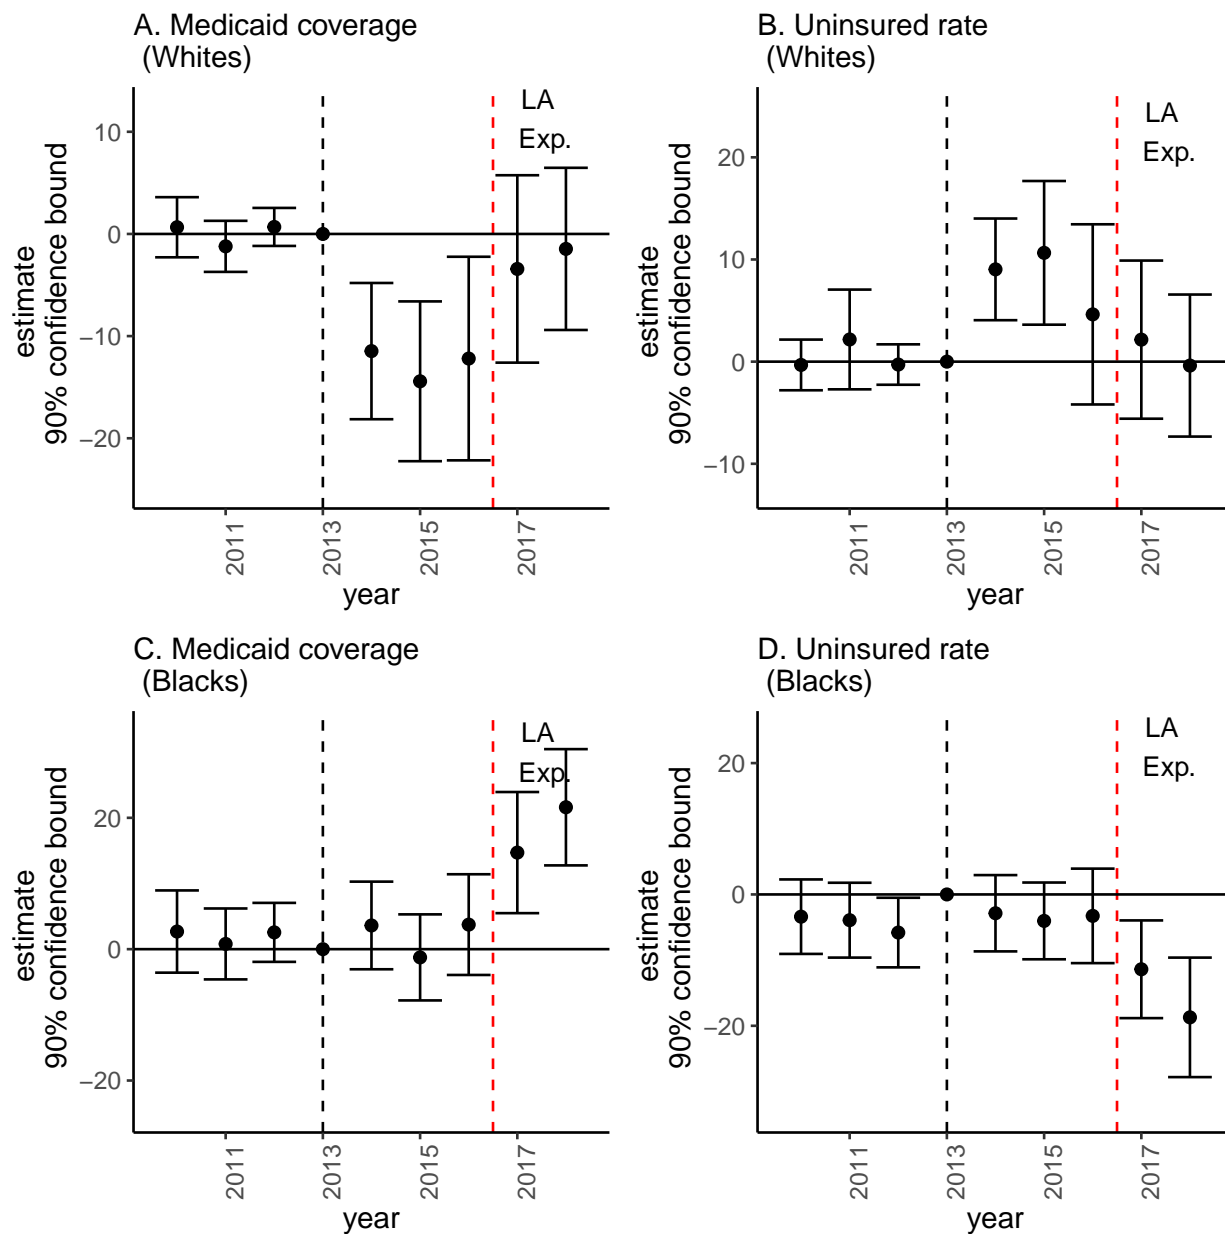 A. Medicaid coverage
(Whites)
LA
Exp.
10
0
−10
−20
estimate
90% confidence bound
2011
2013
2015
2017
year
B. Uninsured rate
(Whites)
LA
Exp.
20
10
0
−10
estimate
90% confidence bound
2011
2013
2015
2017
year
C. Medicaid coverage
(Blacks)
LA
Exp.
20
0
−20
estimate
90% confidence bound
2011
2013
2015
2017
year
D. Uninsured rate
(Blacks)
LA
Exp.
20
0
−20
estimate
90% confidence bound
2011
2013
2015
2017
year